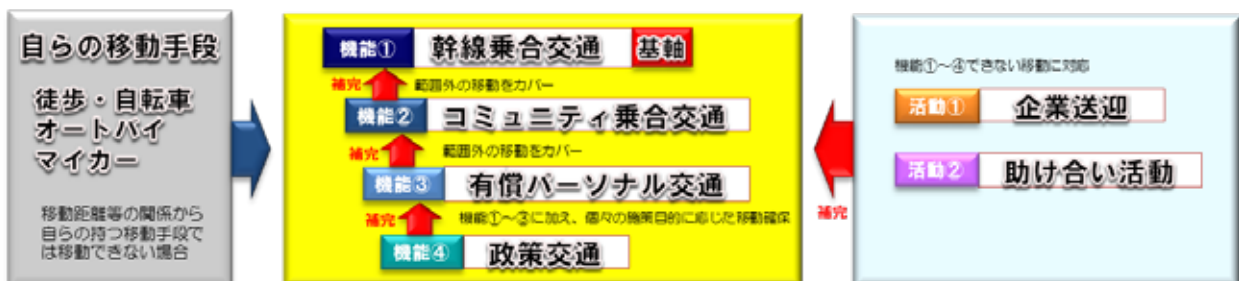 自らの移動手段
徒歩・自転車
オートバイ
マイカー
移動距離等の関係から
自らの持つ移動手段で
は移動できない場合
機能① 幹線乗合交通 基軸
補完 範囲外の移動をカバー
機能② コミュニティ乗合交通
補完 範囲外の移動をカバー
機能③ 有償パーソナル交通
補完 機能①~③に加え、個々の施策目的に応じた移動確保
機能④ 政策交通
機能①~④できない移動に対応
活動① 企業送迎
活動② 助け合い活動
補完